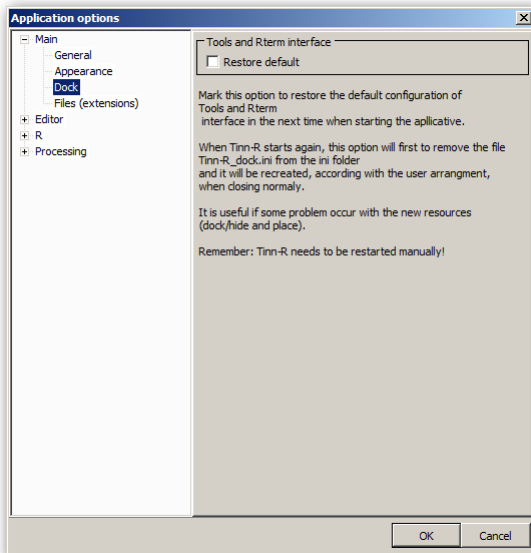 Application options
Main
General
Appearance
Dock
Files (extensions)
Editor
R
Processing
Tools and Rterm interface
Restore default
Mark this option to restore the default configuration of
Tools and Rterm
interface in the next time when starting the apllicative.
When Tinn-R starts again, this option will first to remove the file
Tinn-R_dock.ini from the ini folder
and it will be recreated, according with the user arrangment,
when closing normaly.
It is useful if some problem occur with the new resources
(dock/hide and place).
Remember: Tinn-R needs to be restarted manually!
OK
Cancel